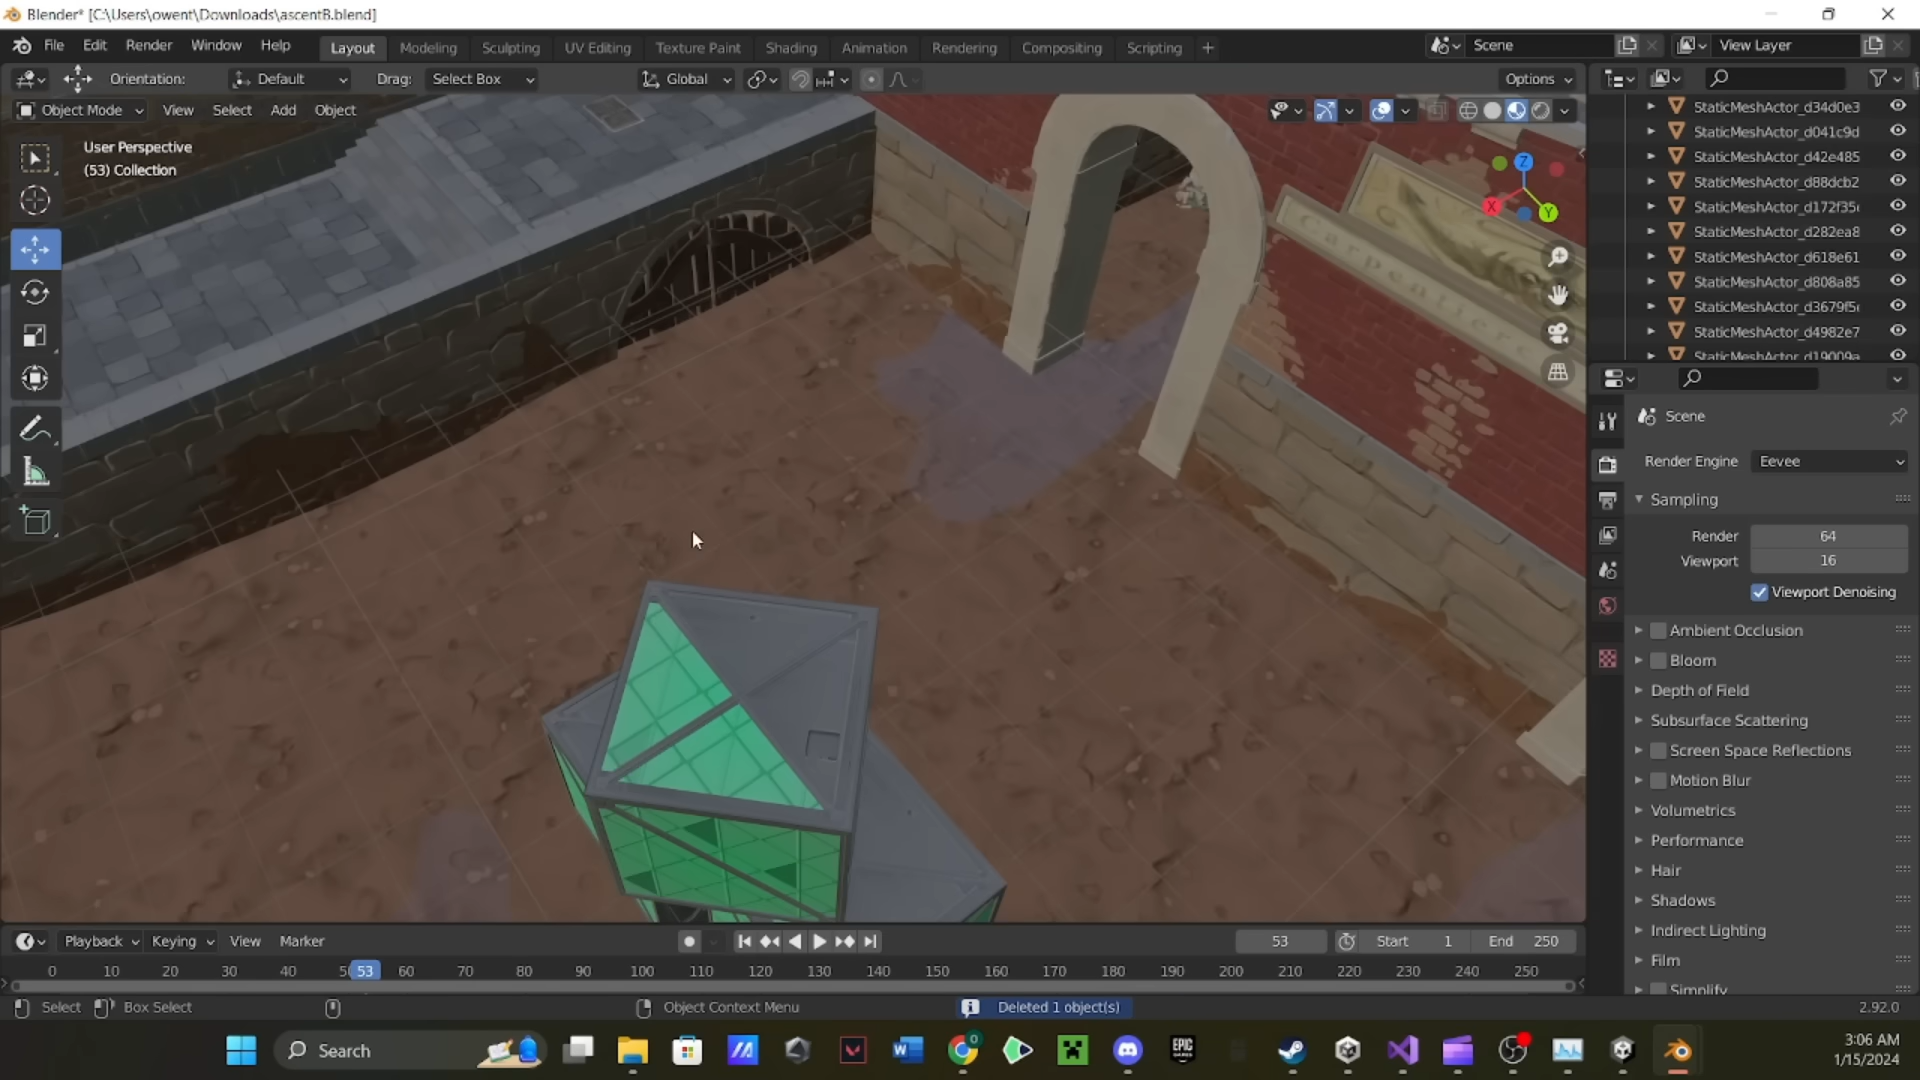 Blender* [C:\Users\owent\Downloads\ascentB.blend]
File Edit Render Window Help Layout Modeling Sculpting UV Editing Texture Paint Shading Animation Rendering Compositing Scripting + Scene View Layer
Orientation: Default Drag: Select Box Global Options
Object Mode View Select Add Object
User Perspective
(53) Collection
Z
X
Y
Carpentiere
StaticMeshActor_d34d0e3
StaticMeshActor_d041c9d
StaticMeshActor_d42e485
StaticMeshActor_d88dcb2
StaticMeshActor_d172f35
StaticMeshActor_d282ea8
StaticMeshActor_d618e61
StaticMeshActor_d808a85
StaticMeshActor_d3679f5
StaticMeshActor_d4982e7
StaticMeshActor_d19009a
Scene
Render Engine Eevee
Sampling
Render 64
Viewport 16
Viewport Denoising
Ambient Occlusion
Bloom
Depth of Field
Subsurface Scattering
Screen Space Reflections
Motion Blur
Volumetrics
Performance
Hair
Shadows
Indirect Lighting
Film
Simplify
Playback Keying View Marker 53 Start 1 End 250
0 10 20 30 40 53 60 70 80 90 100 110 120 130 140 150 160 170 180 190 200 210 220 230 240 250
Select Box Select Object Context Menu Deleted 1 object(s) 2.92.0
Search
EPIC
3:06 AM
1/15/2024